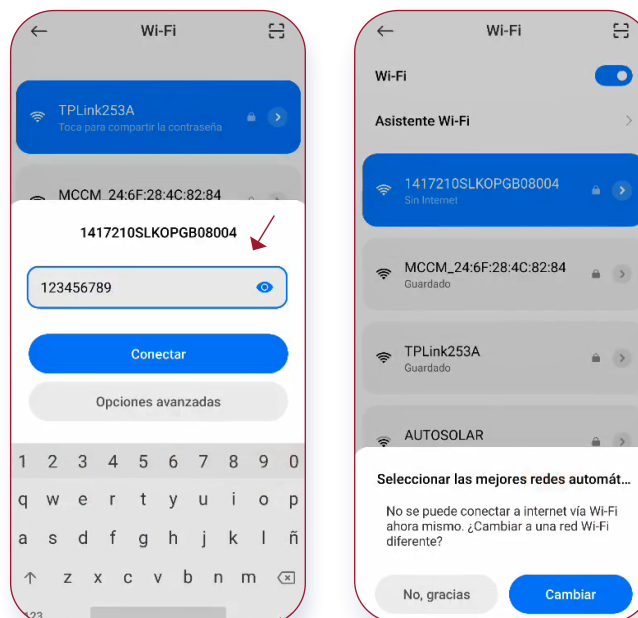 Wi-Fi
TPLink253A
Toca para compartir la contraseña
MCCM_24:6F:28:4C:82:84
1417210SLKOPGB08004
123456789
Conectar
Opciones avanzadas
1 2 3 4 5 6 7 8 9 0
q w e r t y u i o p
a s d f g h j k l ñ
z x c v b n m
123
Wi-Fi
Wi-Fi
Asistente Wi-Fi
1417210SLKOPGB08004
Sin Internet
MCCM_24:6F:28:4C:82:84
Guardado
TPLink253A
Guardado
AUTOSOLAR
Seleccionar las mejores redes automát...
No se puede conectar a internet vía Wi-Fi
ahora mismo. ¿Cambiar a una red Wi-Fi
diferente?
No, gracias
Cambiar